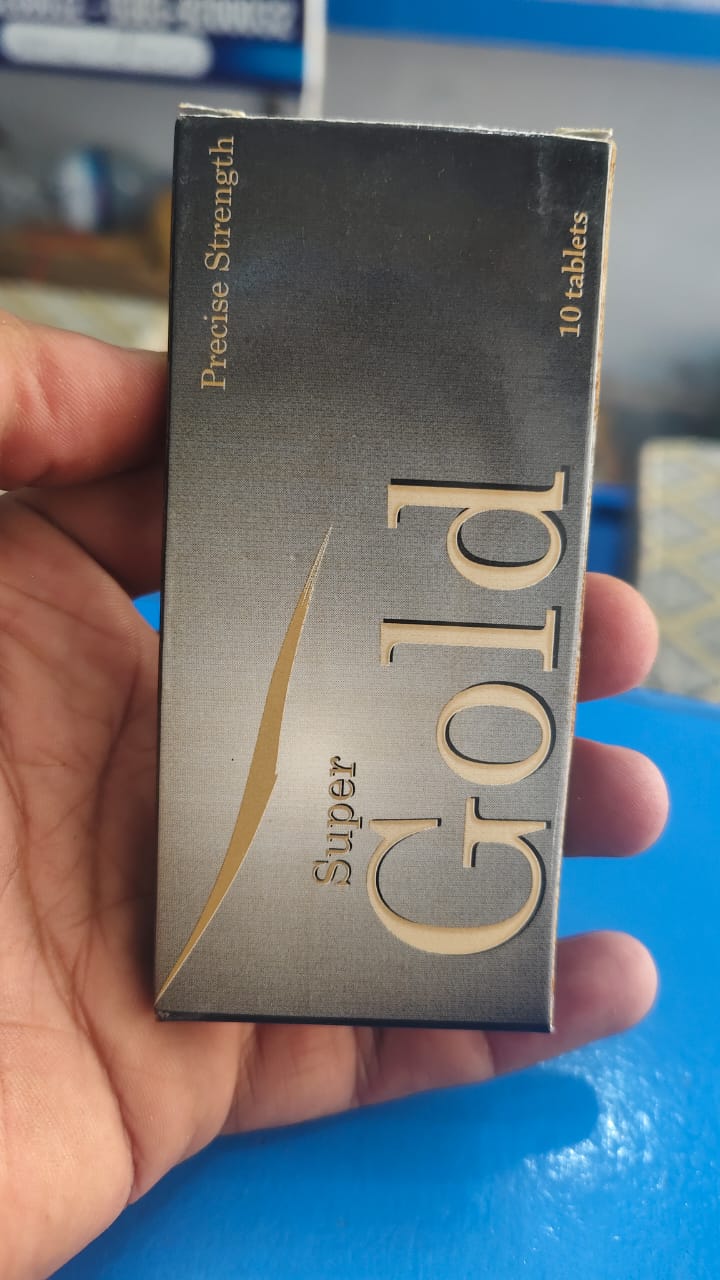 Precise Strength
Super
Gold
10 tablets